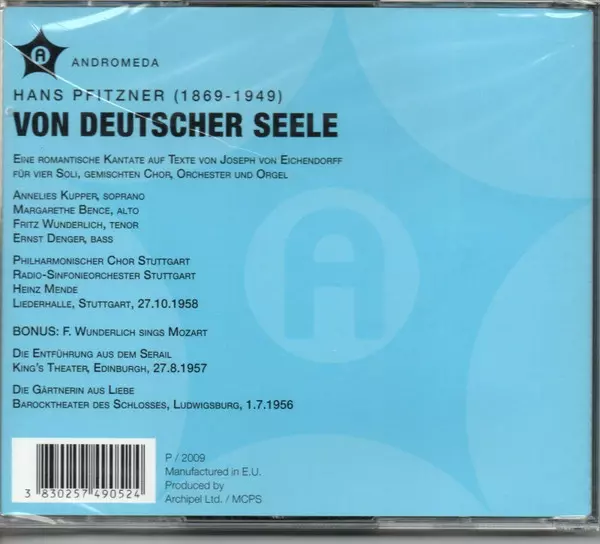 A
ANDROMEDA
HANS PFITZNER (1869-1949)
VON DEUTSCHER SEELE
EINE ROMANTISCHE KANTATE AUF TEXTE VON JOSEPH VON EICHENDORFF
FÜR VIER SOLI, GEMISCHTEN CHOR, ORCHESTER UND ORGEL
ANNELIES KUPPER, SOPRANO
MARGARETHE BENCE, ALTO
FRITZ WUNDERLICH, TENOR
ERNST DENGER, BASS
PHILHARMONISCHER CHOR STUTTGART
RADIO-SINFONIEORCHESTER STUTTGART
HEINZ MENDE
LIEDERHALLE, STUTTGART, 27.10.1958
BONUS: F. WUNDERLICH SINGS MOZART
DIE ENTFÜHRUNG AUS DEM SERAIL
KING'S THEATER, EDINBURGH, 27.8.1957
DIE GÄRTNERIN AUS LIEBE
BAROCKTHEATER DES SCHLOSSES, LUDWIGSBURG, 1.7.1956
A
3 830257 490524
P / 2009
Manufactured in E.U.
Produced by
Archipel Ltd. / MCPS